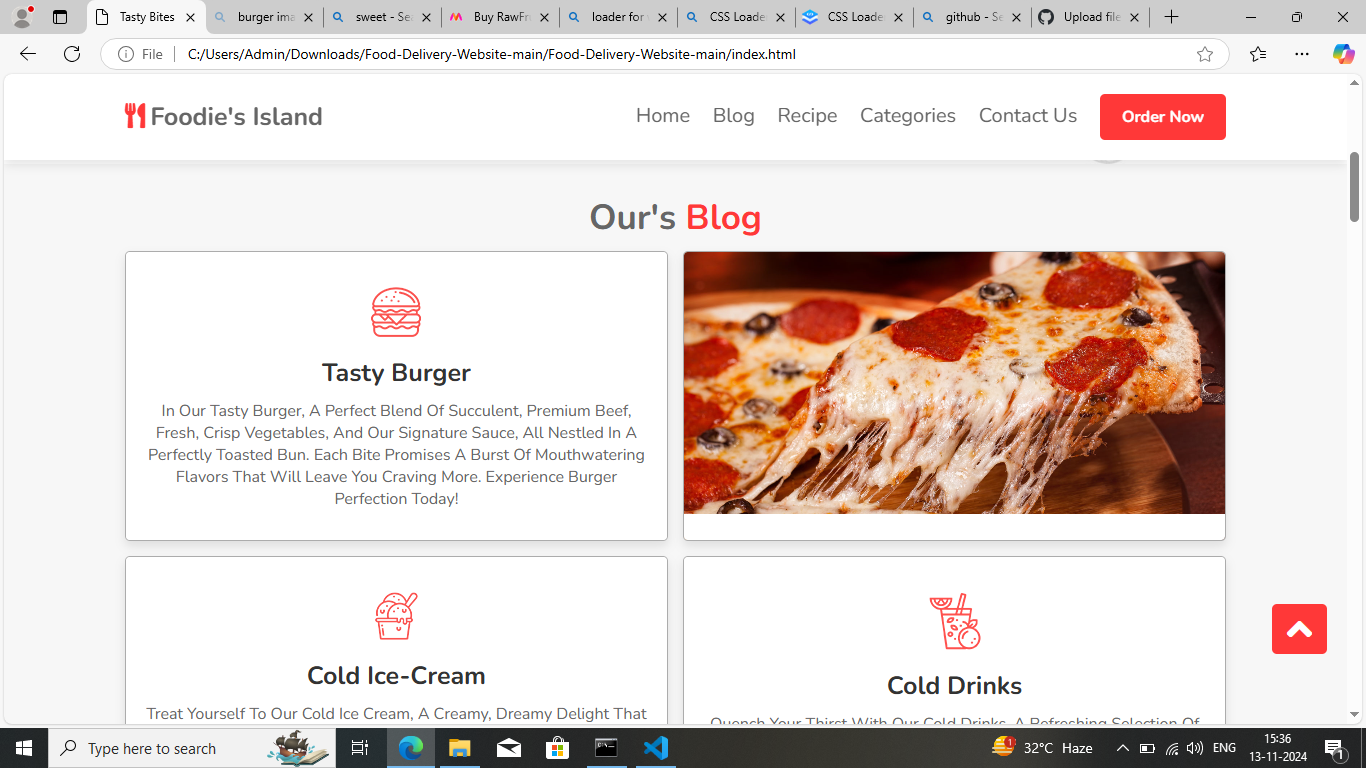 Tasty Bites
burger ima
sweet - Sea
Buy RawFru
loader for w
CSS Loader
CSS Loader
github - Se
Upload file
File
C:/Users/Admin/Downloads/Food-Delivery-Website-main/Food-Delivery-Website-main/index.html
Foodie's Island
Home
Blog
Recipe
Categories
Contact Us
Order Now
Our's Blog
Tasty Burger
In Our Tasty Burger, A Perfect Blend Of Succulent, Premium Beef,
Fresh, Crisp Vegetables, And Our Signature Sauce, All Nestled In A
Perfectly Toasted Bun. Each Bite Promises A Burst Of Mouthwatering
Flavors That Will Leave You Craving More. Experience Burger
Perfection Today!
Cold Ice-Cream
Treat Yourself To Our Cold Ice Cream, A Creamy, Dreamy Delight That
Cold Drinks
Quench Your Thirst With Our Cold Drinks, A Refreshing Selection Of
Type here to search
1
32°C Haze
ENG
15:36
13-11-2024
1